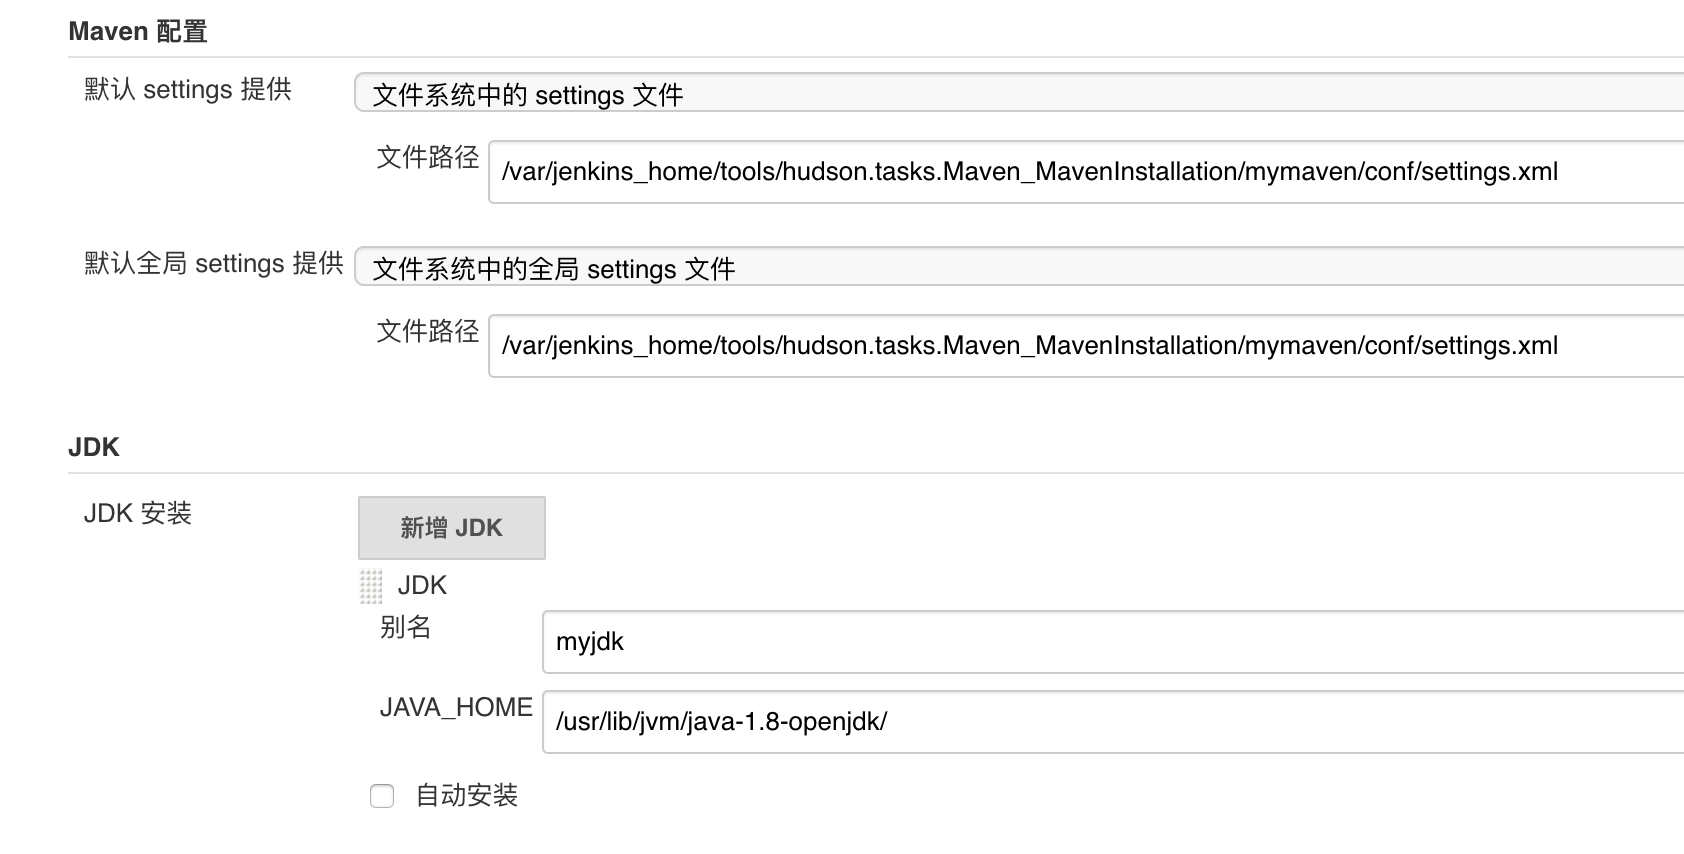 Maven 配置
默认 settings 提供
文件系统中的 settings 文件
文件路径
/var/jenkins_home/tools/hudson.tasks.Maven_MavenInstallation/mymaven/conf/settings.xml
默认全局 settings 提供
文件系统中的全局 settings 文件
文件路径
/var/jenkins_home/tools/hudson.tasks.Maven_MavenInstallation/mymaven/conf/settings.xml
JDK
JDK 安装
新增 JDK
JDK
别名
myjdk
JAVA_HOME
/usr/lib/jvm/java-1.8-openjdk/
自动安装